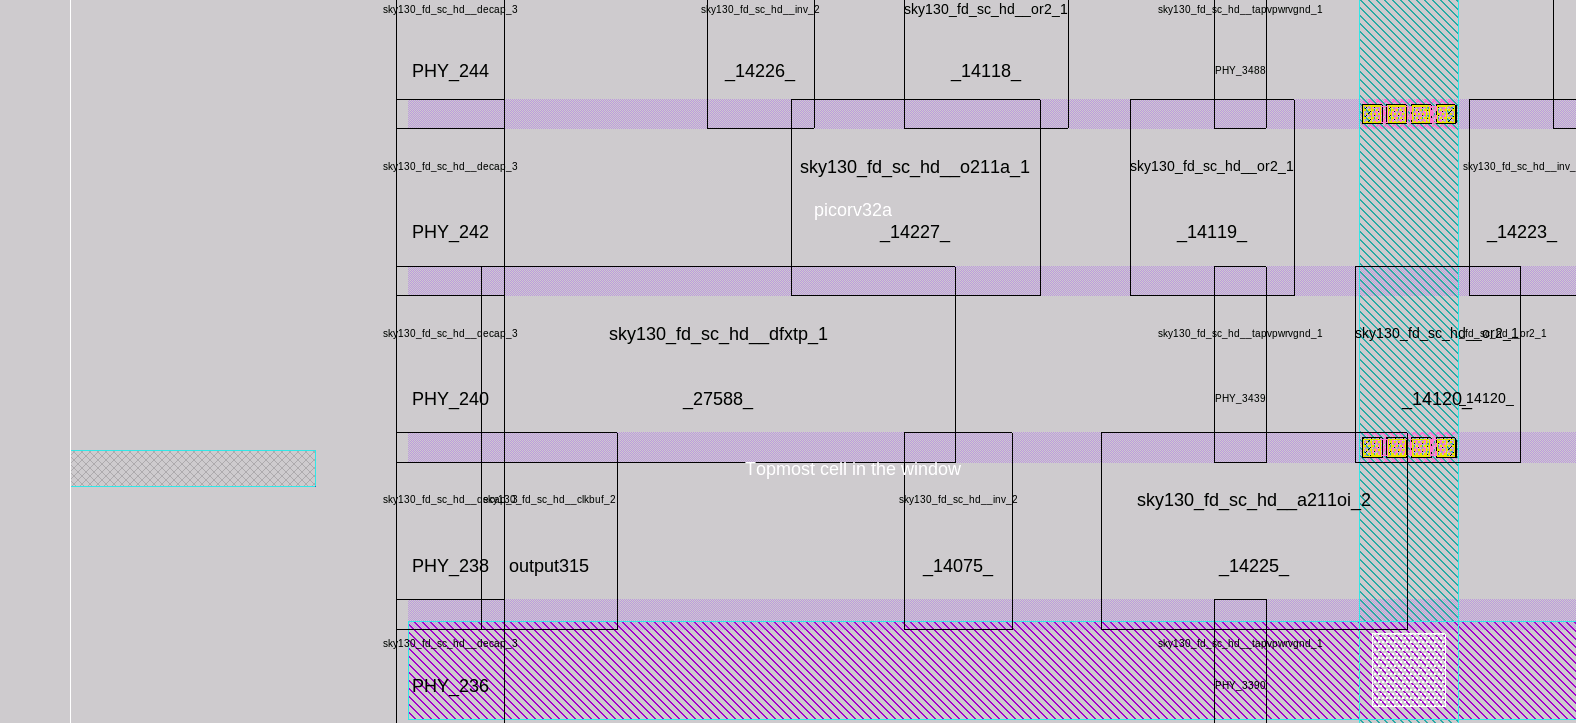 sky130_fd_sc_hd__decap_3 sky130_fd_sc_hd__inv_2 sky130_fd_sc_hd__or2_1 sky130_fd_sc_hd__tapvpwrvgnd_1
PHY_244 _14226_ _14118_ PHY_3488
sky130_fd_sc_hd__decap_3 sky130_fd_sc_hd__o211a_1 sky130_fd_sc_hd__or2_1 sky130_fd_sc_hd__inv_
picorv32a
PHY_242 _14227_ _14119_ _14223_
sky130_fd_sc_hd__decap_3 sky130_fd_sc_hd__dfxtp_1 sky130_fd_sc_hd__tapvpwrvgnd_1 sky130_fd_sc_hd__or2_1 fd_sc_hd__or2_1
PHY_240 _27588_ PHY_3439 _14120_ _14120_
Topmost cell in the window
sky130_fd_sc_hd__decap_3 sky130_fd_sc_hd__clkbuf_2 sky130_fd_sc_hd__inv_2 sky130_fd_sc_hd__a211oi_2
PHY_238 output315 _14075_ _14225_
sky130_fd_sc_hd__decap_3 sky130_fd_sc_hd__tapvpwrvgnd_1
PHY_236 PHY_3390